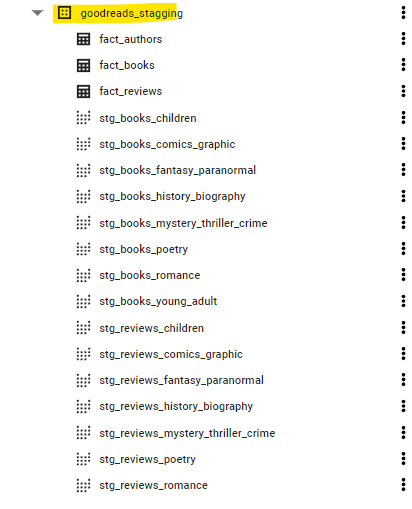 goodreads_stagging
fact_authors
fact_books
fact_reviews
stg_books_children
stg_books_comics_graphic
stg_books_fantasy_paranormal
stg_books_history_biography
stg_books_mystery_thriller_crime
stg_books_poetry
stg_books_romance
stg_books_young_adult
stg_reviews_children
stg_reviews_comics_graphic
stg_reviews_fantasy_paranormal
stg_reviews_history_biography
stg_reviews_mystery_thriller_crime
stg_reviews_poetry
stg_reviews_romance